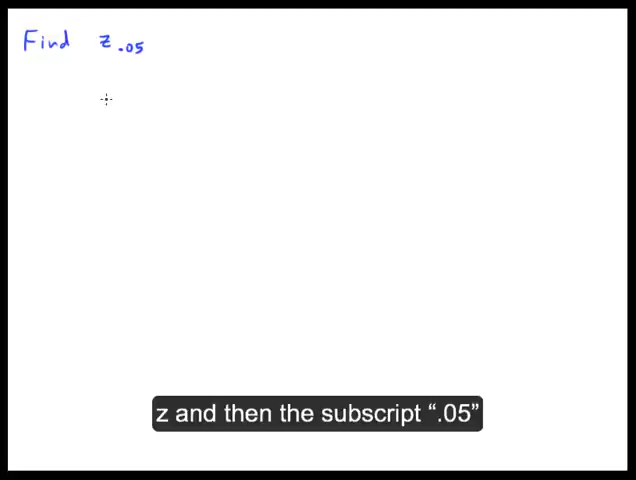 Find z.05
z and then the subscript “.05”